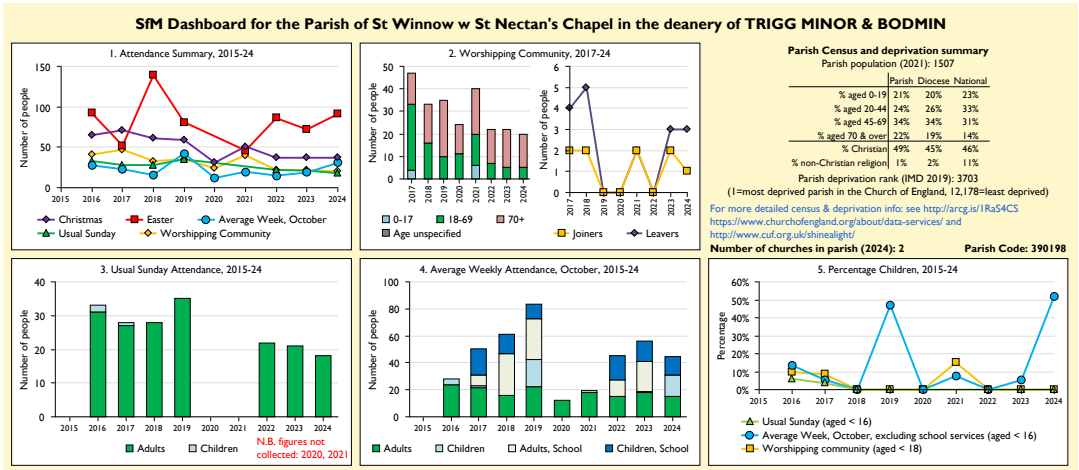 SfM Dashboard for the Parish of St Winnow w St Nectan's Chapel in the deanery of TRIGG MINOR & BODMIN
1. Attendance Summary, 2015-24
Number of people
150
100
50
0
2015 2016 2017 2018 2019 2020 2021 2022 2023 2024
Christmas Easter Average Week, October
Usual Sunday Worshipping Community
2. Worshipping Community, 2017-24
Number of people
50
40
30
20
10
0
2017 2018 2019 2020 2021 2022 2023 2024
0-17 18-69 70+
Age unspecified
Number of people
6
5
4
3
2
1
0
2017 2018 2019 2020 2021 2022 2023 2024
Joiners Leavers
Parish Census and deprivation summary
Parish population (2021): 1507
Parish Diocese National
% aged 0-19 21% 20% 23%
% aged 20-44 24% 26% 33%
% aged 45-69 34% 34% 31%
% aged 70 & over 22% 19% 14%
% Christian 49% 45% 46%
% non-Christian religion 1% 2% 11%
Parish deprivation rank (IMD 2019): 3703
(1=most deprived parish in the Church of England, 12,178=least deprived)
For more detailed census & deprivation info: see http://arcg.is/1RaS4CS
https://www.churchofengland.org/about/data-services/ and
http://www.cuf.org.uk/shinealight/
Number of churches in parish (2024): 2 Parish Code: 390198
3. Usual Sunday Attendance, 2015-24
Number of people
40
30
20
10
0
2015 2016 2017 2018 2019 2020 2021 2022 2023 2024
Adults Children
N.B. figures not
collected: 2020, 2021
4. Average Weekly Attendance, October, 2015-24
Number of people
100
80
60
40
20
0
2015 2016 2017 2018 2019 2020 2021 2022 2023 2024
Adults Children Adults, School Children, School
5. Percentage Children, 2015-24
Percentage
60%
50%
40%
30%
20%
10%
0%
2015 2016 2017 2018 2019 2020 2021 2022 2023 2024
Usual Sunday (aged < 16)
Average Week, October, excluding school services (aged < 16)
Worshipping community (aged < 18)